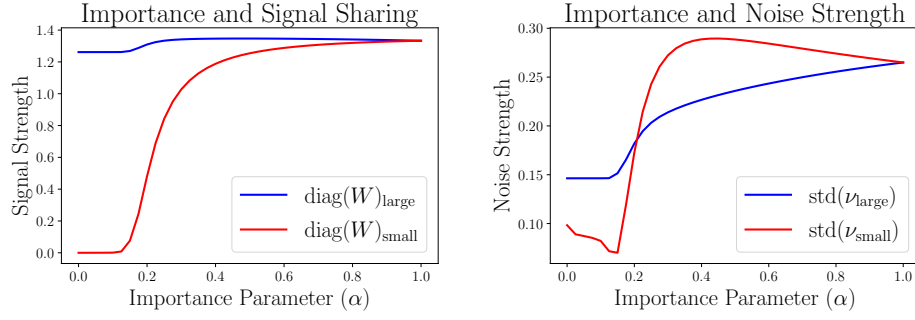 Importance and Signal Sharing
Signal Strength
1.4
1.2
1.0
0.8
0.6
0.4
0.2
0.0
diag(W)large
diag(W)small
0.0 0.2 0.4 0.6 0.8 1.0
Importance Parameter (α)
Importance and Noise Strength
Noise Strength
0.30
0.25
0.20
0.15
0.10
std(νlarge)
std(νsmall)
0.0 0.2 0.4 0.6 0.8 1.0
Importance Parameter (α)